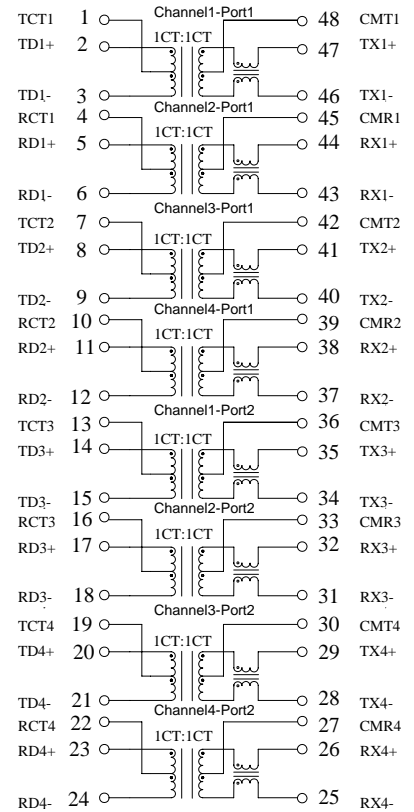 Channel1-Port1
TCT1 1 48 CMT1
TD1+ 2 1CT:1CT 47 TX1+
TD1- 3 46 TX1-
Channel2-Port1
RCT1 4 45 CMR1
RD1+ 5 1CT:1CT 44 RX1+
RD1- 6 43 RX1-
Channel3-Port1
TCT2 7 42 CMT2
TD2+ 8 1CT:1CT 41 TX2+
TD2- 9 40 TX2-
Channel4-Port1
RCT2 10 39 CMR2
RD2+ 11 1CT:1CT 38 RX2+
RD2- 12 37 RX2-
Channel1-Port2
TCT3 13 36 CMT3
TD3+ 14 1CT:1CT 35 TX3+
TD3- 15 34 TX3-
Channel2-Port2
RCT3 16 33 CMR3
RD3+ 17 1CT:1CT 32 RX3+
RD3- 18 31 RX3-
Channel3-Port2
TCT4 19 30 CMT4
TD4+ 20 1CT:1CT 29 TX4+
TD4- 21 28 TX4-
Channel4-Port2
RCT4 22 27 CMR4
RD4+ 23 1CT:1CT 26 RX4+
RD4- 24 25 RX4-